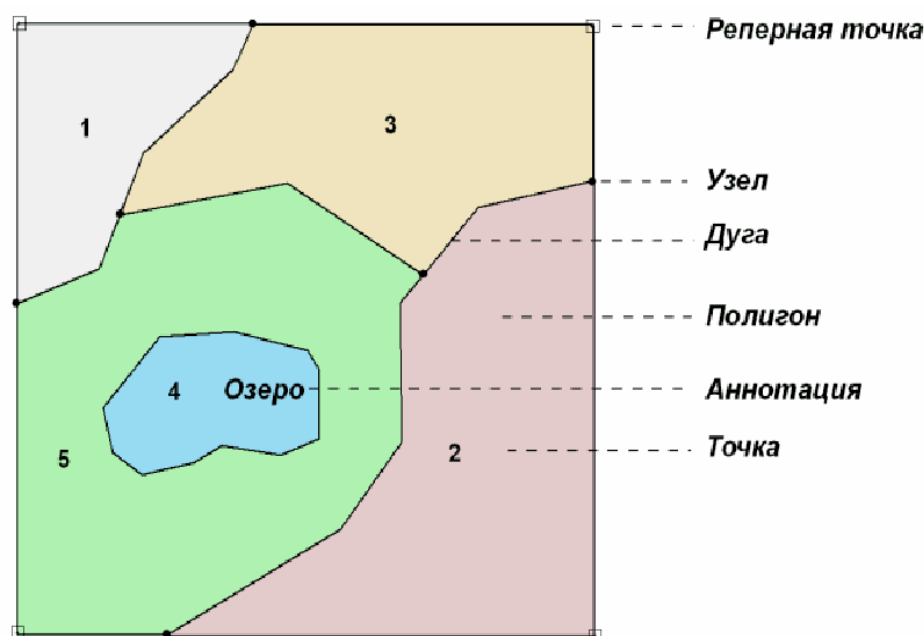 Реперная точка
1
3
Узел
Дуга
Полигон
4
Озеро
Аннотация
5
2
Точка